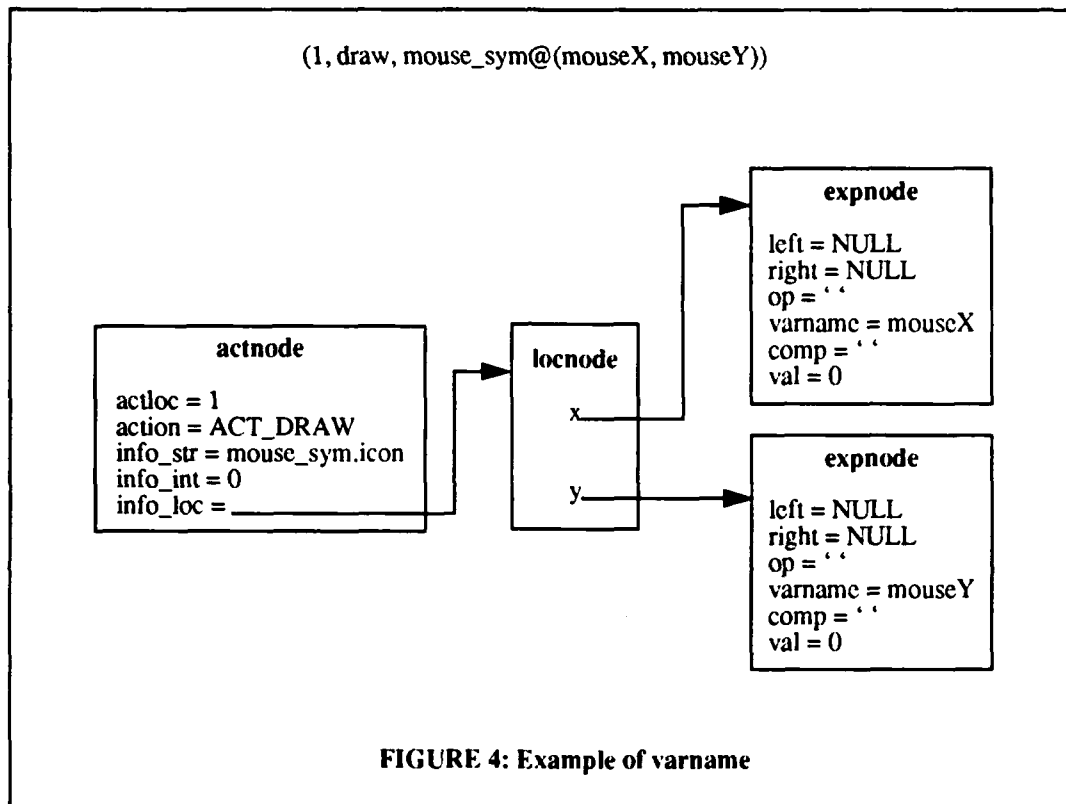 (1, draw, mouse_sym@(mouseX, mouseY))
expnode
left = NULL
right = NULL
op = ‘ ‘
varname = mouseX
comp = ‘ ‘
val = 0
actnode
actloc = 1
action = ACT_DRAW
info_str = mouse_sym.icon
info_int = 0
info_loc =
locnode
x
y
expnode
left = NULL
right = NULL
op = ‘ ‘
varname = mouseY
comp = ‘ ‘
val = 0
FIGURE 4: Example of varname